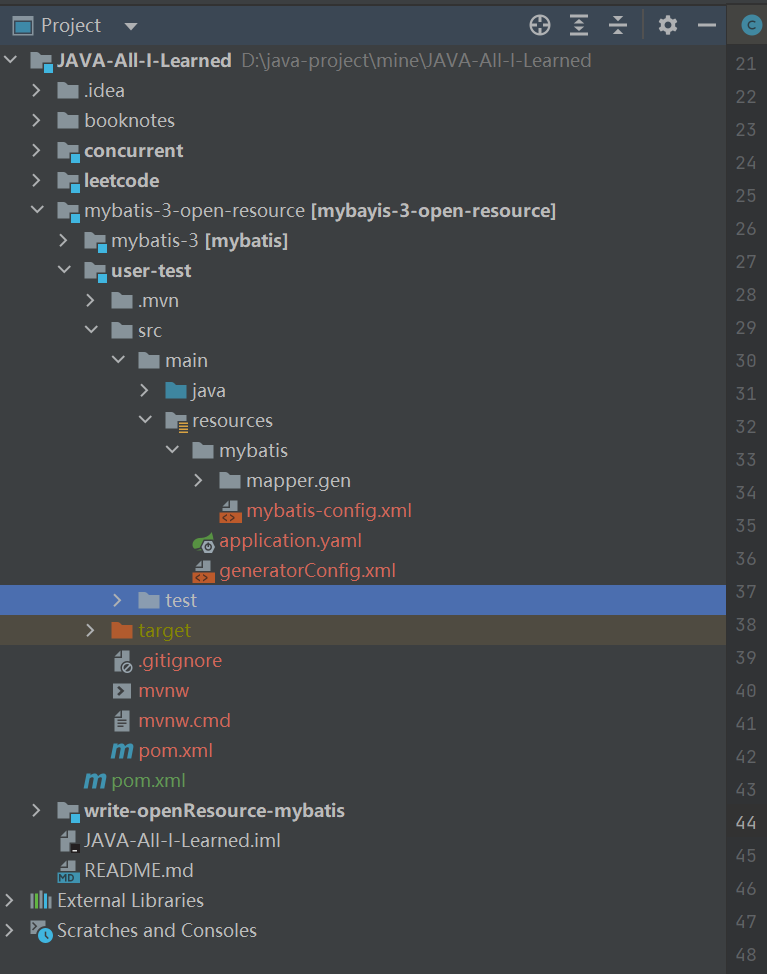 Project
JAVA-All-I-Learned D:\java-project\mine\JAVA-All-I-Learned
.idea
booknotes
concurrent
leetcode
mybatis-3-open-resource [mybayis-3-open-resource]
mybatis-3 [mybatis]
user-test
.mvn
src
main
java
resources
mybatis
mapper.gen
mybatis-config.xml
application.yaml
generatorConfig.xml
test
target
.gitignore
mvnw
mvnw.cmd
pom.xml
pom.xml
write-openResource-mybatis
JAVA-All-I-Learned.iml
MD README.md
External Libraries
Scratches and Consoles
C
21
22
23
24
25
26
27
28
29
30
31
32
33
34
35
36
37
38
39
40
41
42
43
44
45
46
47
48